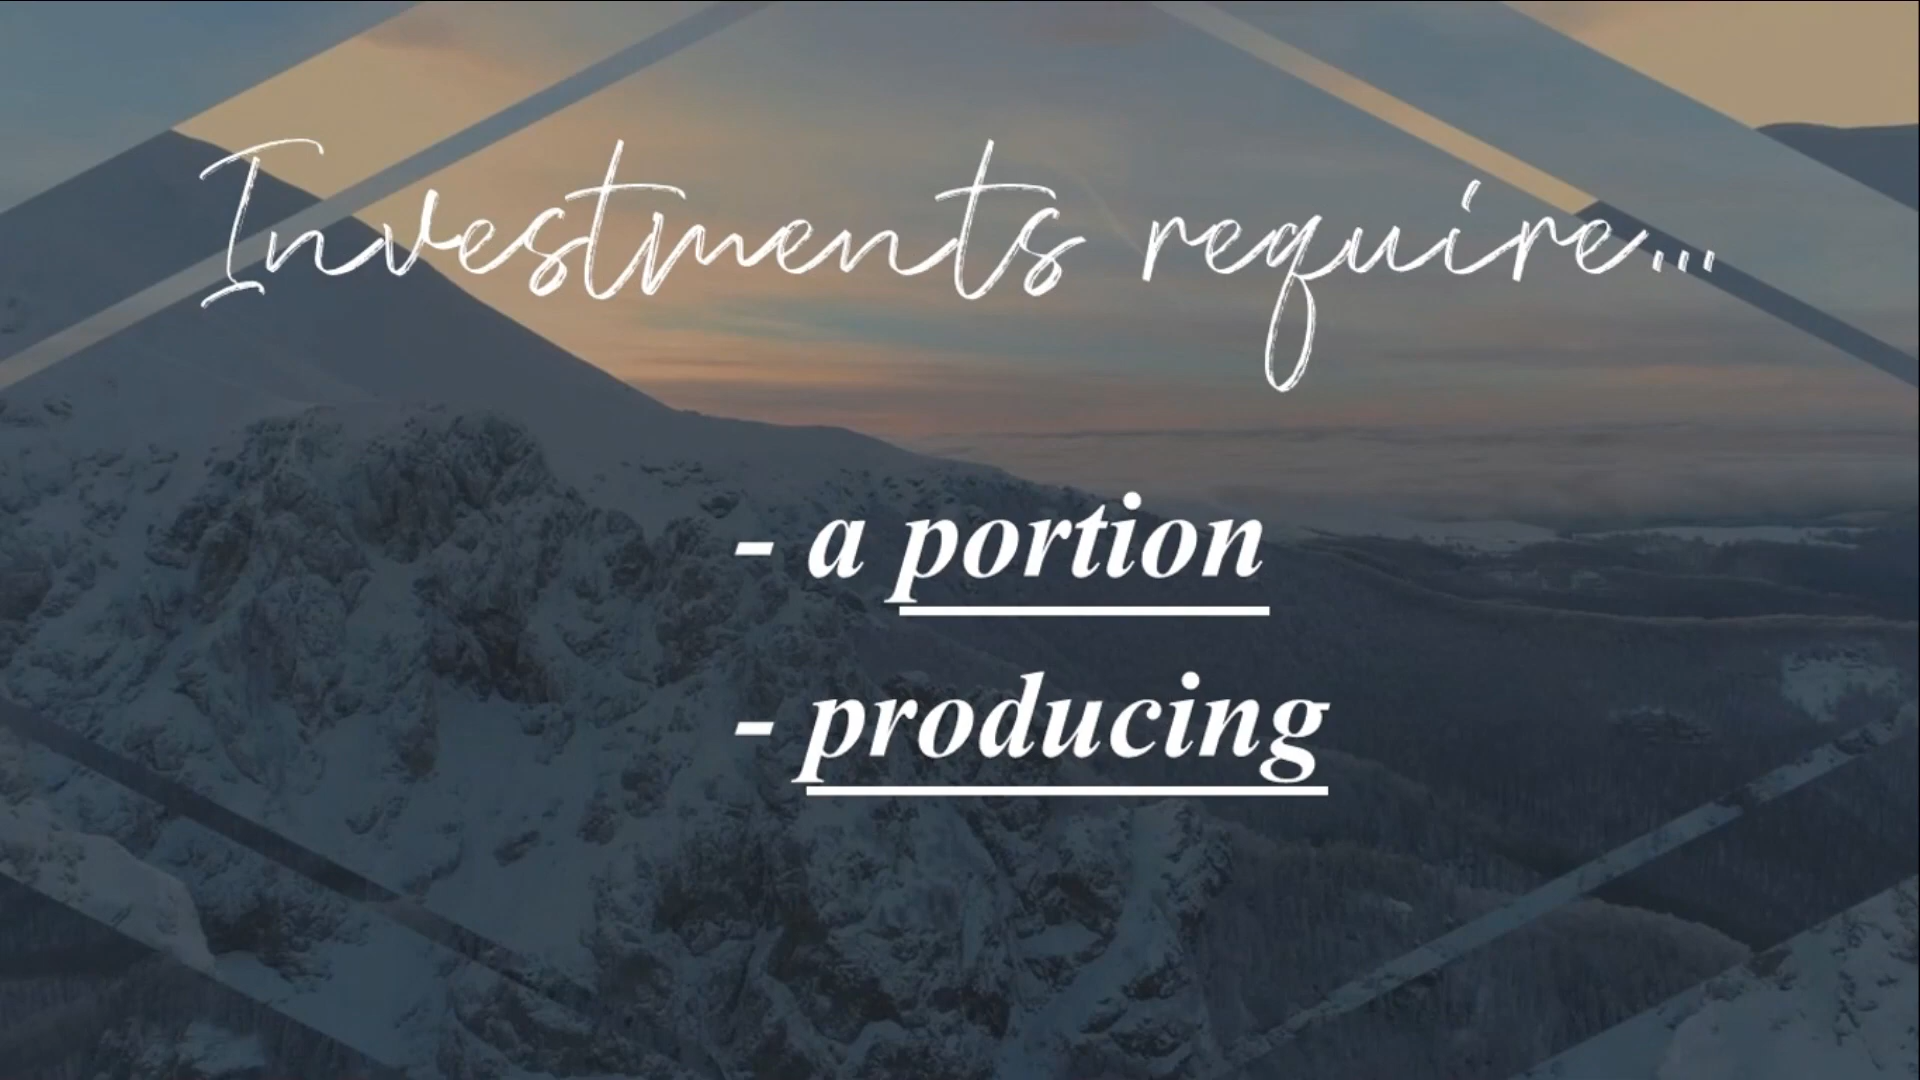 Investments require...
- a portion
- producing